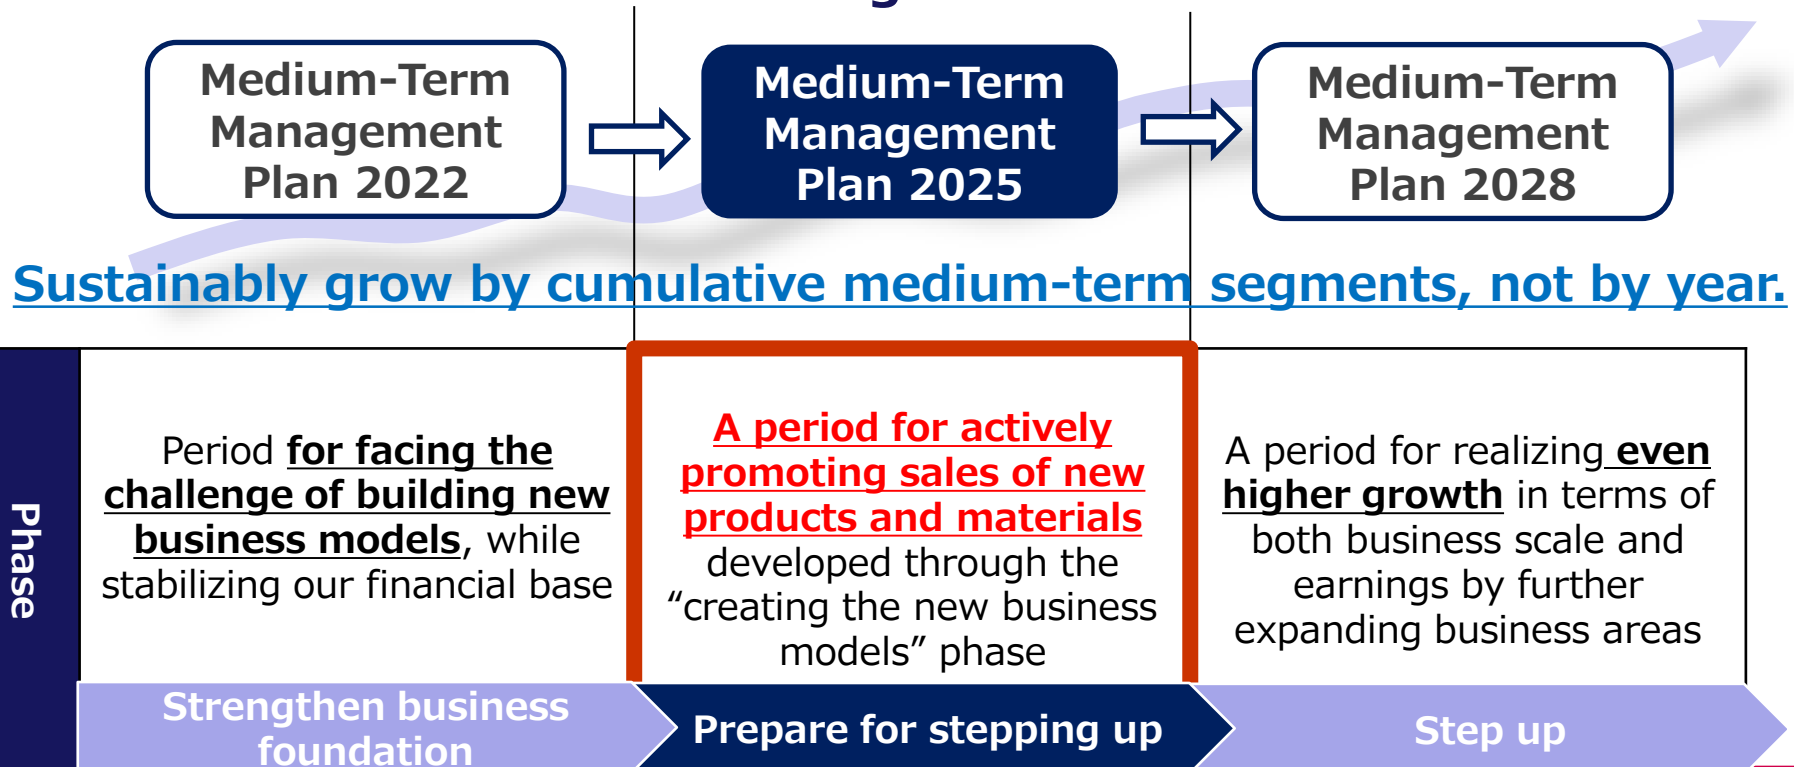 Medium-Term
Management
Plan 2022
Medium-Term
Management
Plan 2025
Medium-Term
Management
Plan 2028
Sustainably grow by cumulative medium-term segments, not by year.
Phase
Period for facing the
challenge of building new
business models, while
stabilizing our financial base
A period for actively
promoting sales of new
products and materials
developed through the
“creating the new business
models” phase
A period for realizing even
higher growth in terms of
both business scale and
earnings by further
expanding business areas
Strengthen business
foundation
Prepare for stepping up
Step up